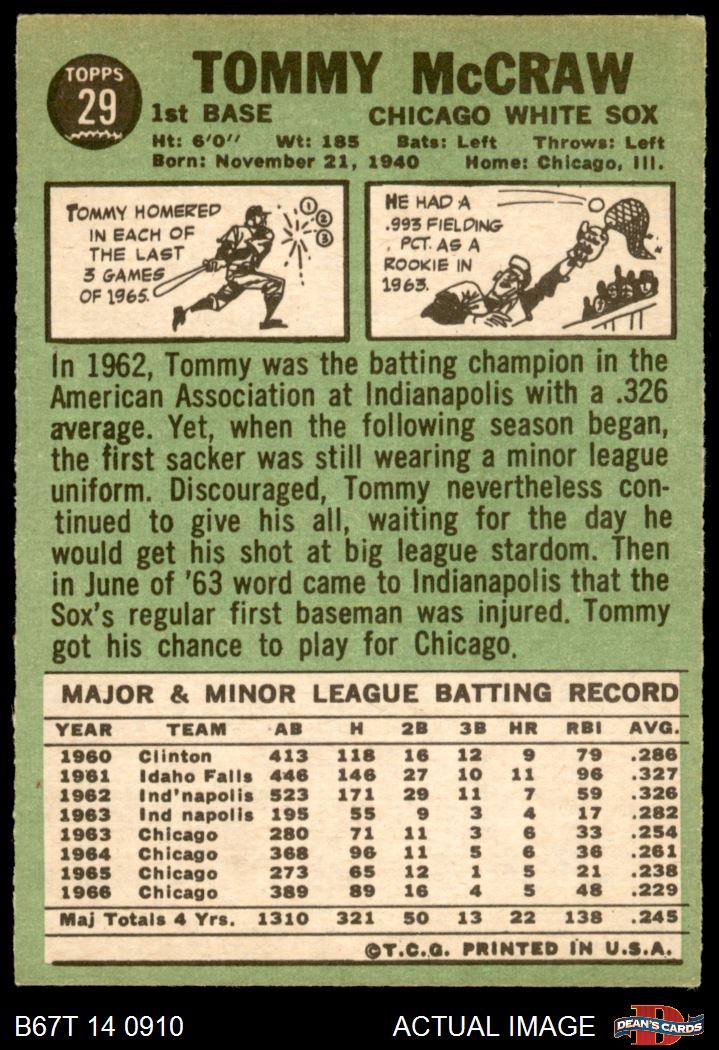 TOPPS
29
TOMMY McCRAW
1st BASE CHICAGO WHITE SOX
Ht: 6'0" Wt: 185 Bats: Left Throws: Left
Born: November 21, 1940 Home: Chicago, Ill.
TOMMY HOMERED
IN EACH OF
THE LAST
3 GAMES
OF 1965.
1
2
3
HE HAD A
.993 FIELDING
PCT. AS A
ROOKIE IN
1963.
In 1962, Tommy was the batting champion in the
American Association at Indianapolis with a .326
average. Yet, when the following season began,
the first sacker was still wearing a minor league
uniform. Discouraged, Tommy nevertheless con-
tinued to give his all, waiting for the day he
would get his shot at big league stardom. Then
in June of '63 word came to Indianapolis that the
Sox's regular first baseman was injured. Tommy
got his chance to play for Chicago.
MAJOR & MINOR LEAGUE BATTING RECORD
YEAR TEAM AB H 2B 3B HR RBI AVG.
1960 Clinton 413 118 16 12 9 79 .286
1961 Idaho Falls 446 146 27 10 11 96 .327
1962 Ind'napolis 523 171 29 11 7 59 .326
1963 Ind napolis 195 55 9 3 4 17 .282
1963 Chicago 280 71 11 3 6 33 .254
1964 Chicago 368 96 11 5 6 36 .261
1965 Chicago 273 65 12 1 5 21 .238
1966 Chicago 389 89 16 4 5 48 .229
Maj Totals 4 Yrs. 1310 321 50 13 22 138 .245
©T.C.G. PRINTED IN U.S.A.
B67T 14 0910 ACTUAL IMAGE DEAN'S CARDS